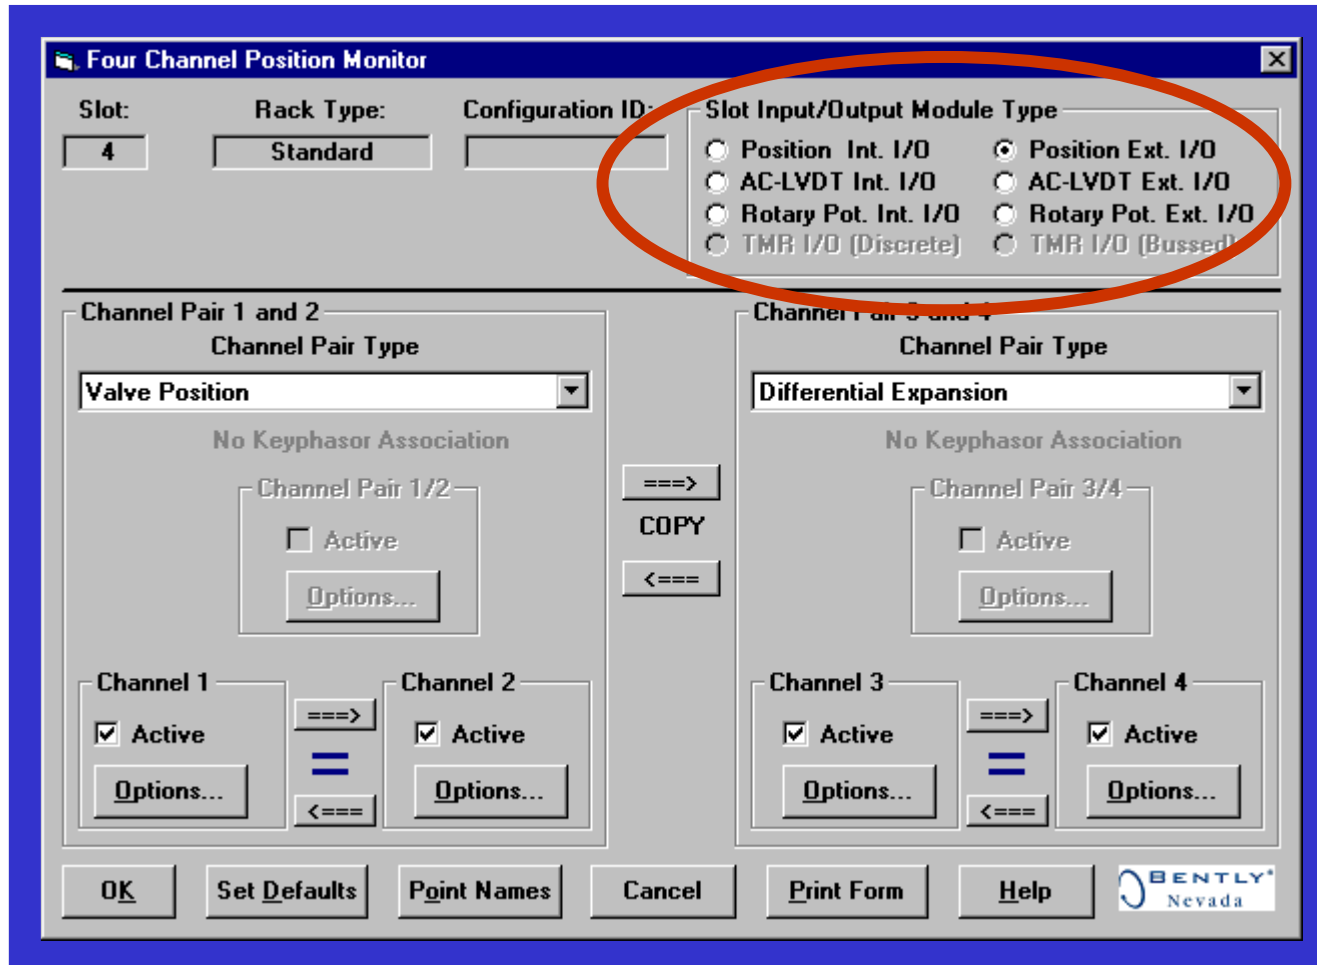 Four Channel Position Monitor
Slot: Rack Type: Configuration ID: Slot Input/Output Module Type
4 Standard
Position Int. I/O Position Ext. I/O
AC-LVDT Int. I/O AC-LVDT Ext. I/O
Rotary Pot. Int. I/O Rotary Pot. Ext. I/O
TMR I/O (Discrete) TMR I/O (Bussed)
Channel Pair 1 and 2
Channel Pair Type
Valve Position
No Keyphasor Association
Channel Pair 1/2
Active
Options...
Channel 1
Active
Options...
===>
=
<===
Channel 2
Active
Options...
===>
COPY
<===
Channel Pair 3 and 4
Channel Pair Type
Differential Expansion
No Keyphasor Association
Channel Pair 3/4
Active
Options...
Channel 3
Active
Options...
===>
=
<===
Channel 4
Active
Options...
OK Set Defaults Point Names Cancel Print Form Help
BENTLY
Nevada